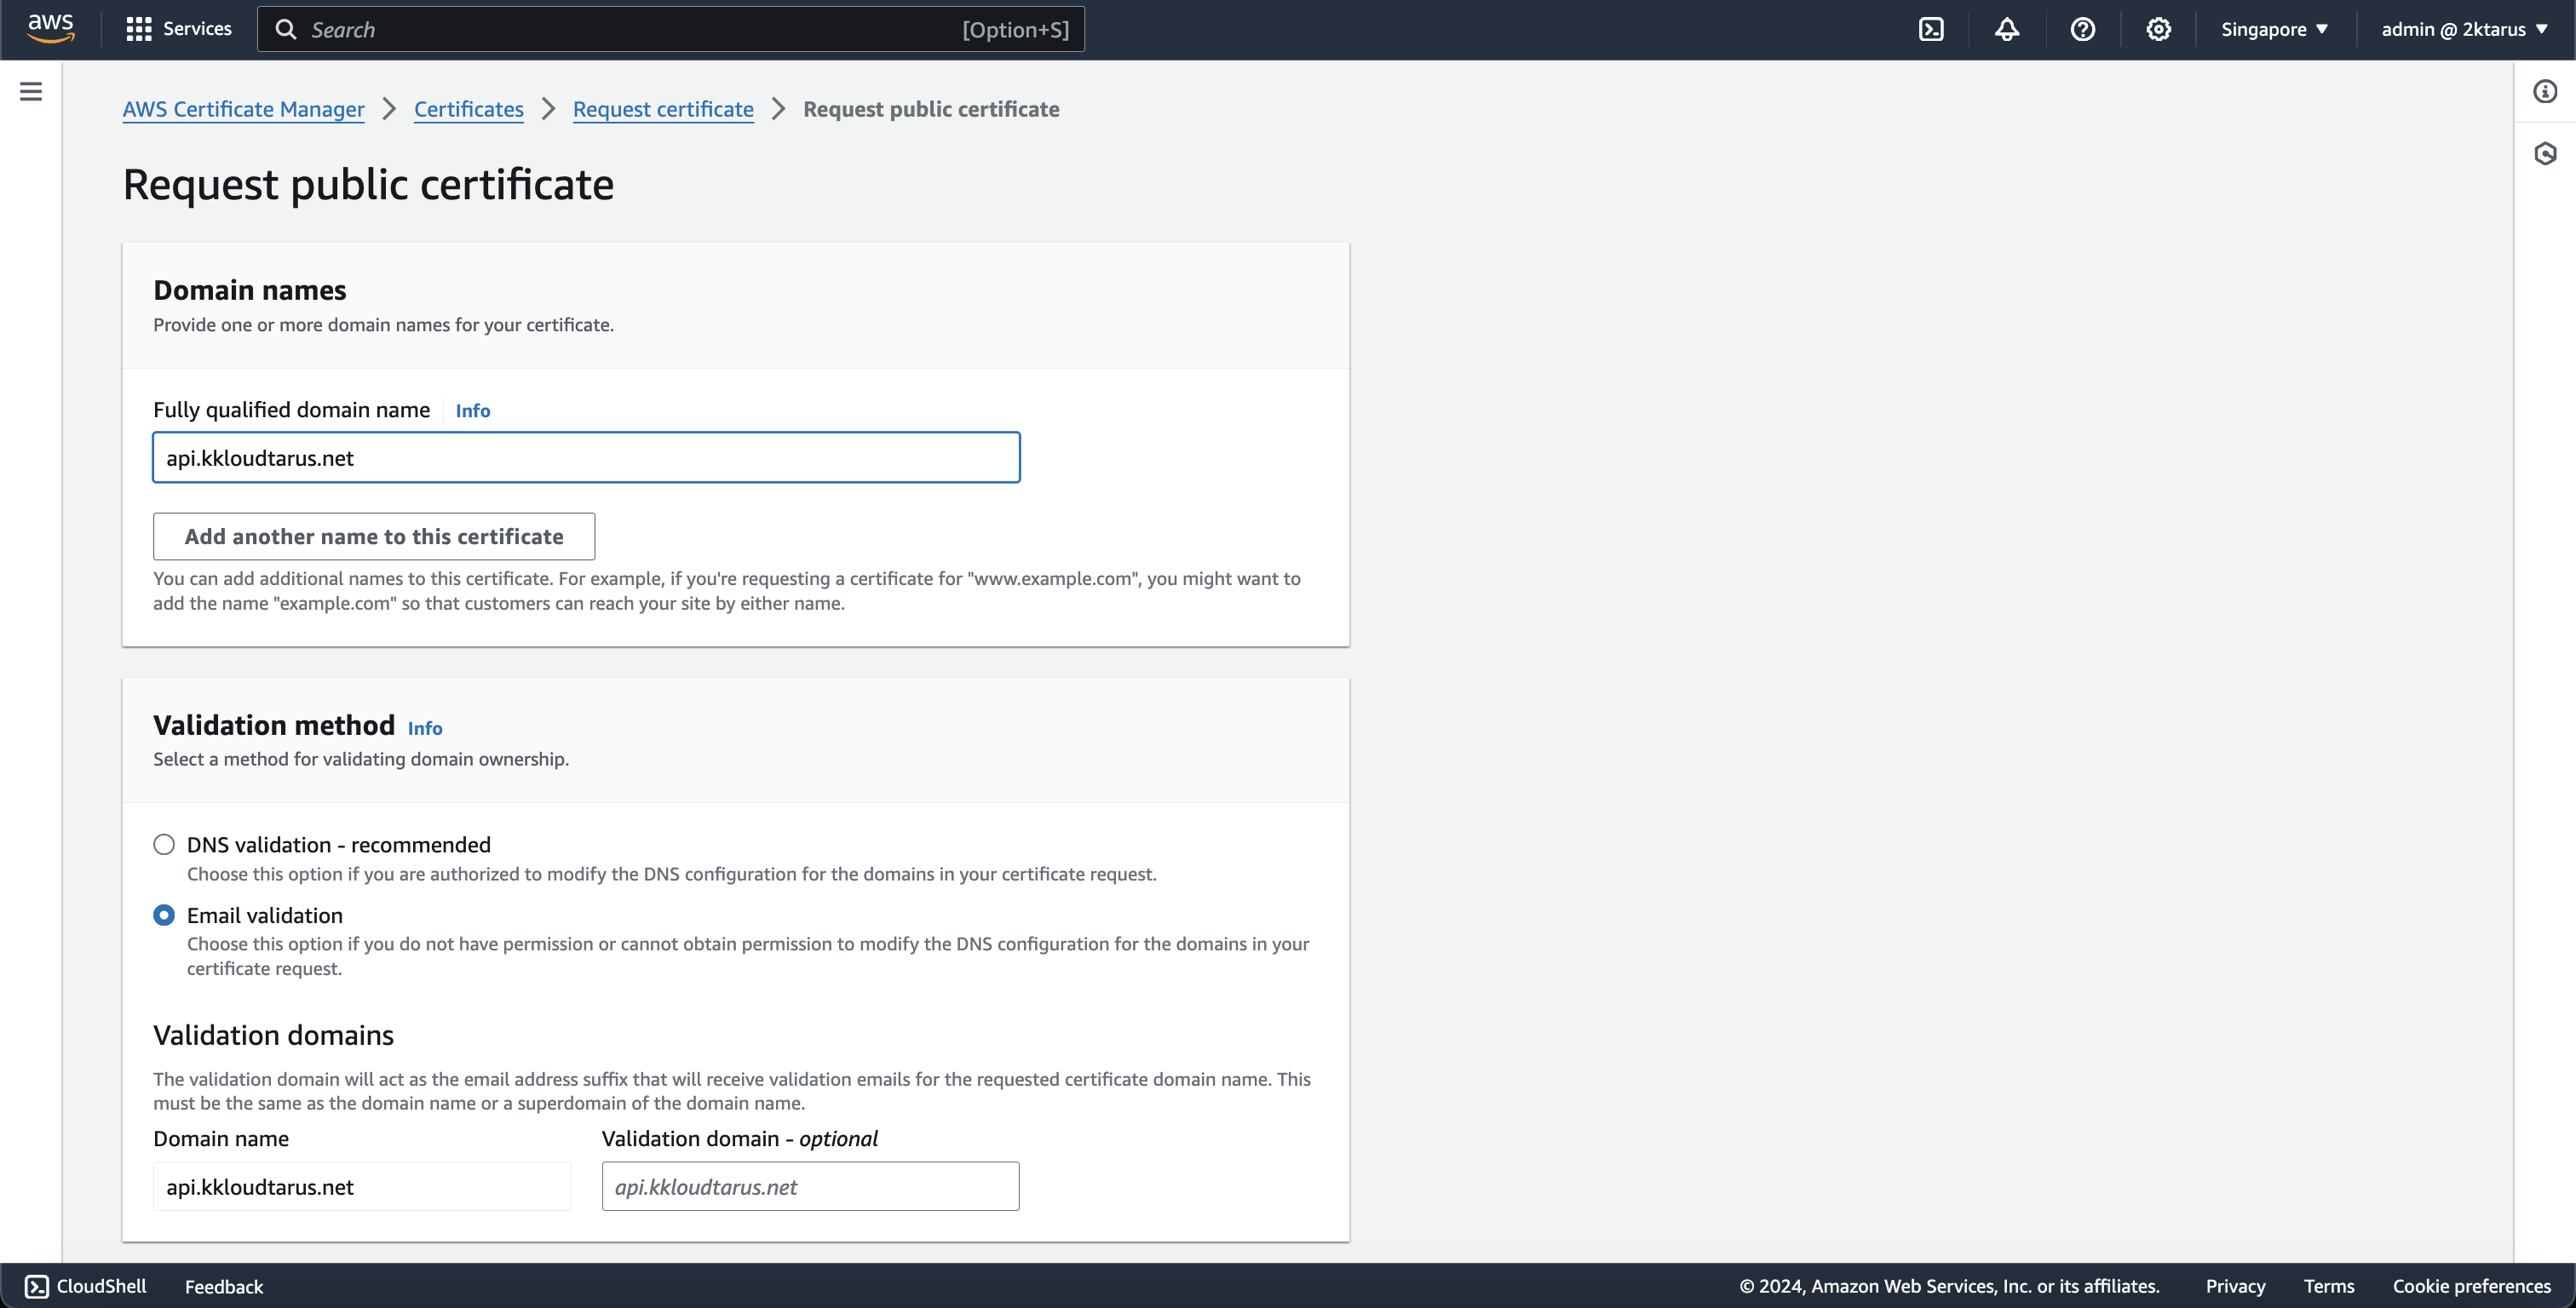 aws Services Search [Option+S] Singapore ▼ admin @ 2ktarus ▼
AWS Certificate Manager > Certificates > Request certificate > Request public certificate
Request public certificate
Domain names
Provide one or more domain names for your certificate.
Fully qualified domain name Info
api.kkloudtarus.net
Add another name to this certificate
You can add additional names to this certificate. For example, if you're requesting a certificate for "www.example.com", you might want to
add the name "example.com" so that customers can reach your site by either name.
Validation method Info
Select a method for validating domain ownership.
DNS validation - recommended
Choose this option if you are authorized to modify the DNS configuration for the domains in your certificate request.
Email validation
Choose this option if you do not have permission or cannot obtain permission to modify the DNS configuration for the domains in your
certificate request.
Validation domains
The validation domain will act as the email address suffix that will receive validation emails for the requested certificate domain name. This
must be the same as the domain name or a superdomain of the domain name.
Domain name Validation domain - optional
api.kkloudtarus.net api.kkloudtarus.net
CloudShell Feedback © 2024, Amazon Web Services, Inc. or its affiliates. Privacy Terms Cookie preferences